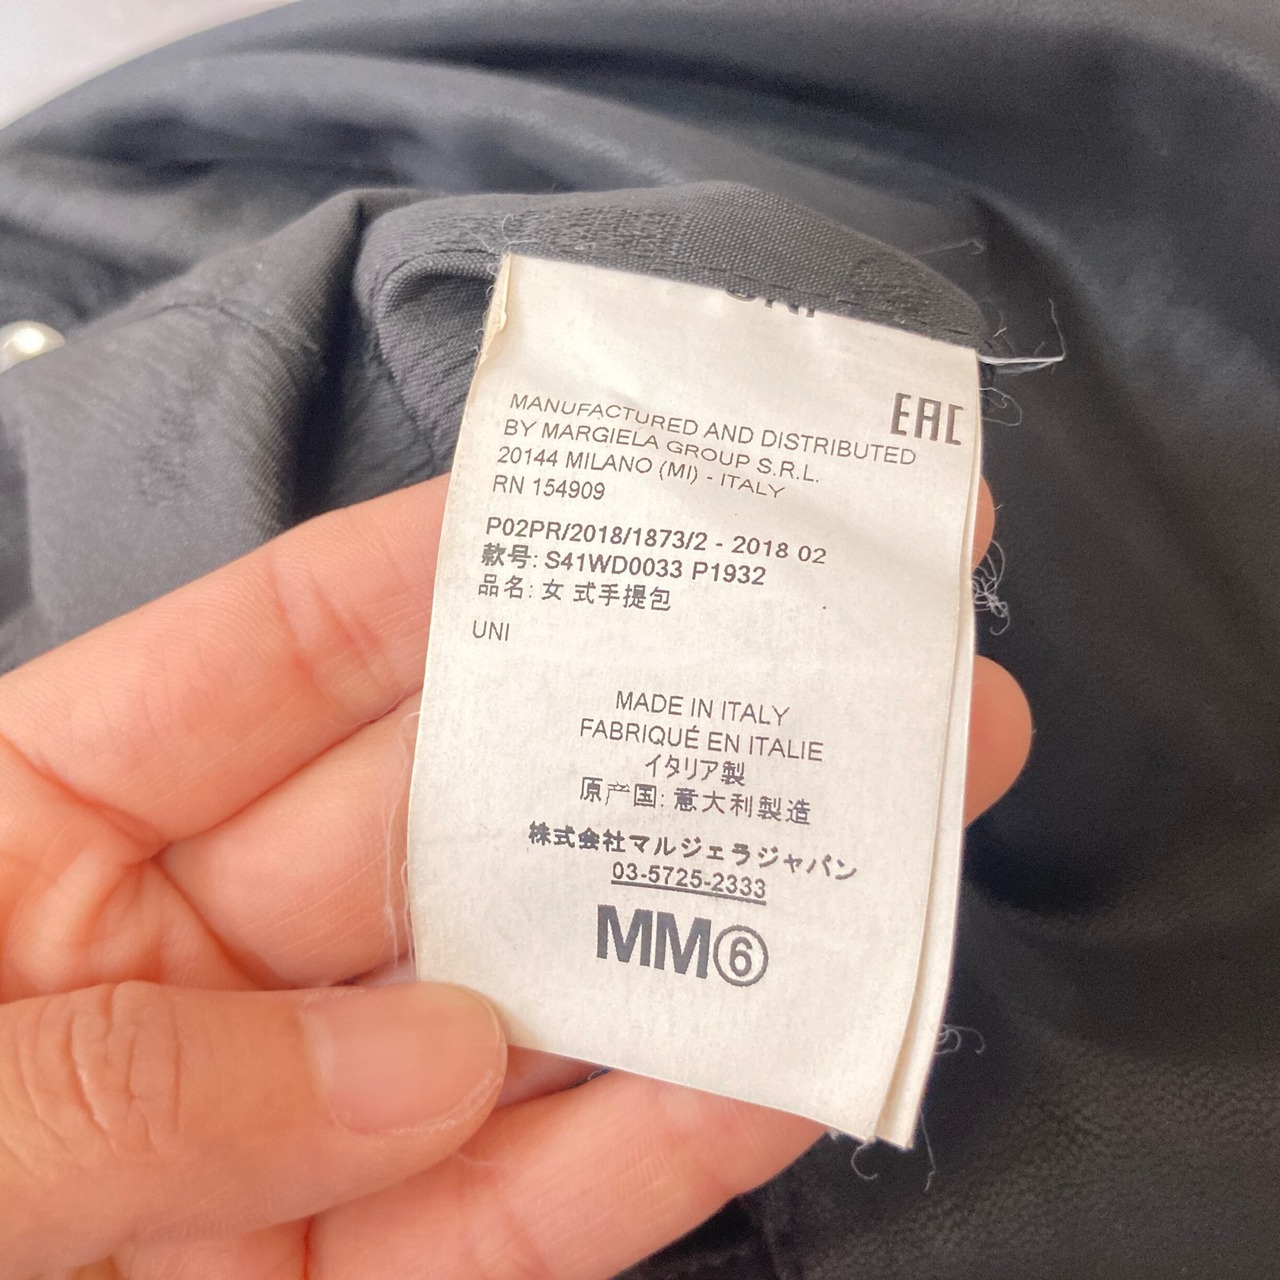 UNI
EAC
MANUFACTURED AND DISTRIBUTED
BY MARGIELA GROUP S.R.L.
20144 MILANO (MI) - ITALY
RN 154909
P02PR/2018/1873/2 - 2018 02
款号: S41WD0033 P1932
品名: 女 式手提包
UNI
MADE IN ITALY
FABRIQUÉ EN ITALIE
イタリア製
原产国: 意大利製造
株式会社マルジェラジャパン
03-5725-2333
MM⑥